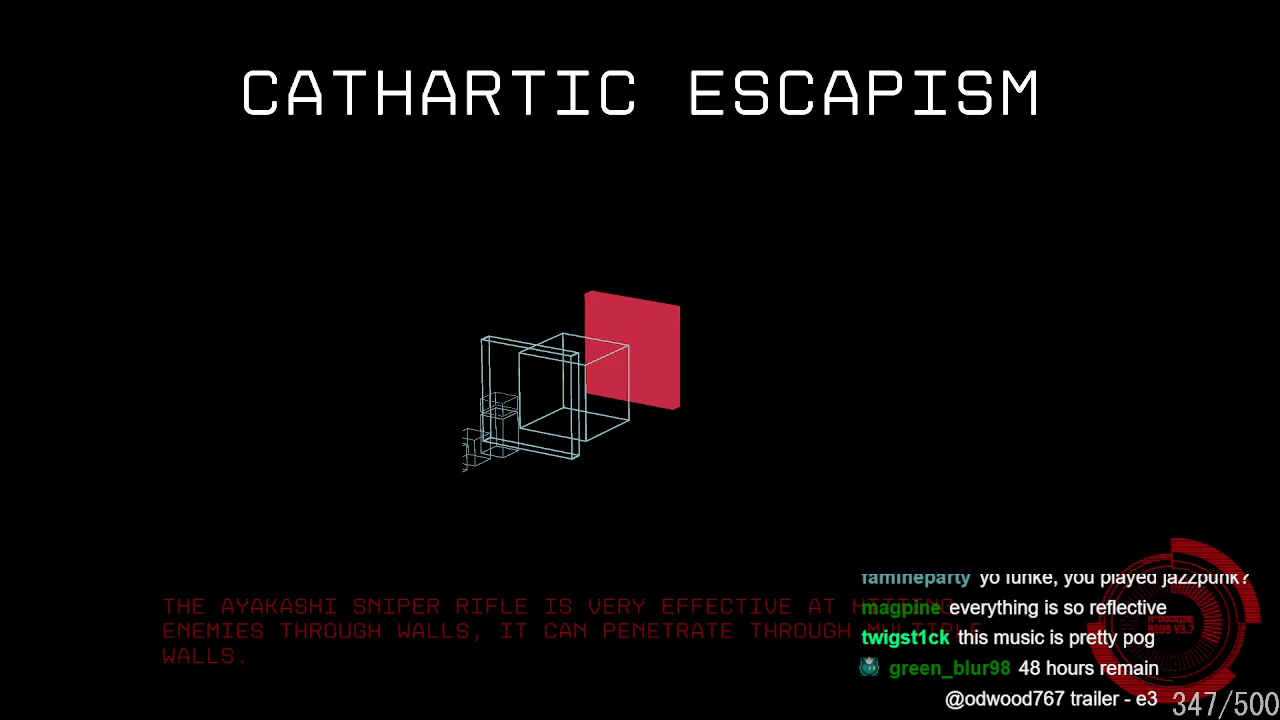 CATHARTIC ESCAPISM
THE AYAKASHI SNIPER RIFLE IS VERY EFFECTIVE AT HITTING
ENEMIES THROUGH WALLS, IT CAN PENETRATE THROUGH MULTIPLE
WALLS.
famineparty yo funke, you played jazzpunk?
magpine everything is so reflective
twigst1ck this music is pretty pog
green_blur98 48 hours remain
@odwood767 trailer - e3
347/500